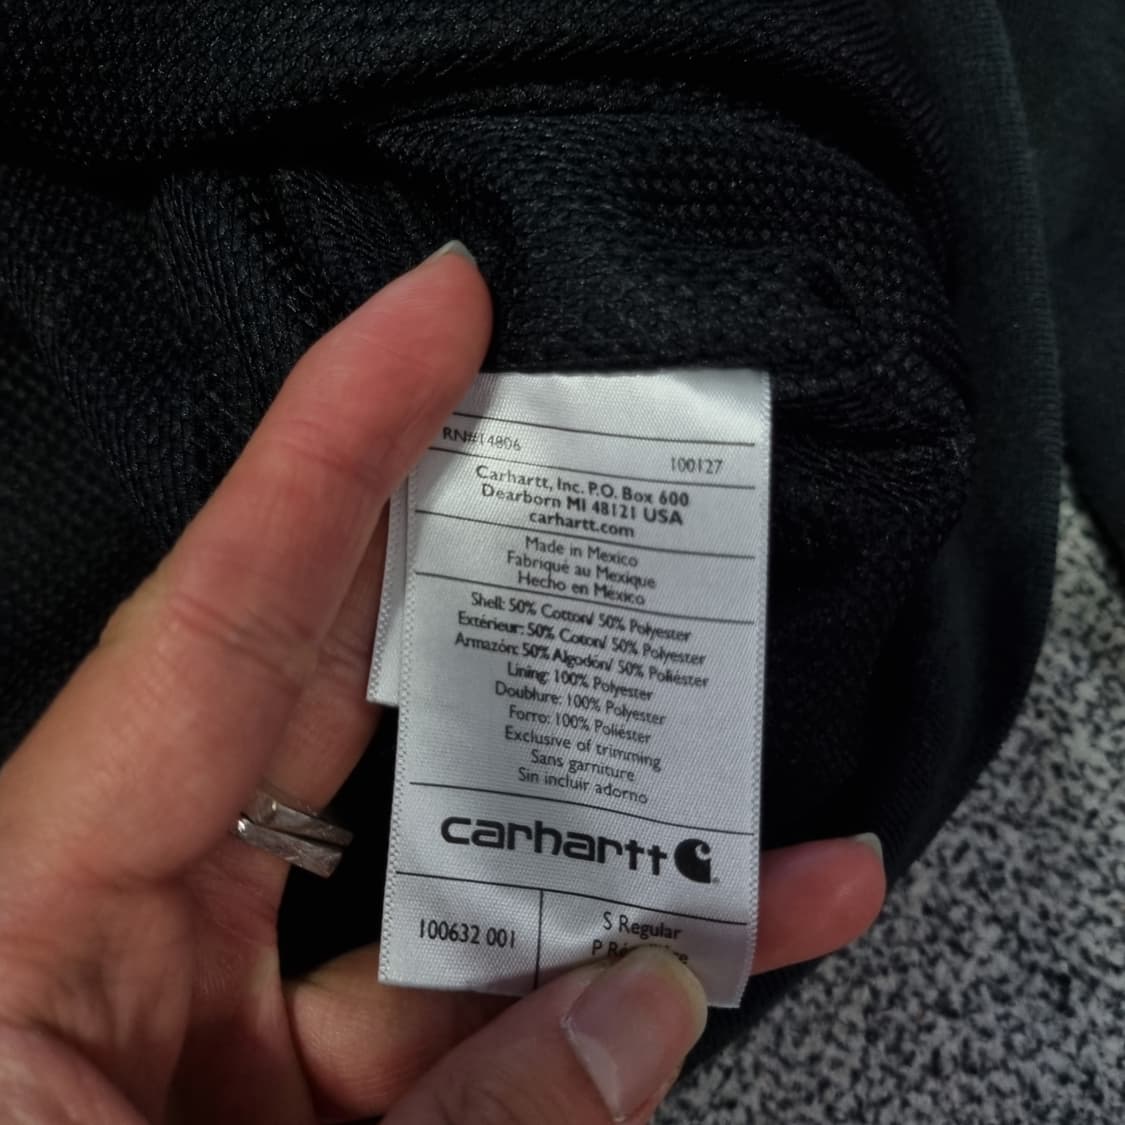 RN#14806
100127
Carhartt, Inc. P.O. Box 600
Dearborn MI 48121 USA
carhartt.com
Made in Mexico
Fabriqué au Mexique
Hecho en México
Shell: 50% Cotton/ 50% Polyester
Extérieur: 50% Coton/ 50% Polyester
Armazón: 50% Algodón/ 50% Poliéster
Lining: 100% Polyester
Doublure: 100% Polyester
Forro: 100% Poliéster
Exclusive of trimming
Sans garniture
Sin incluir adorno
carhartt
100632 001
S Regular
P